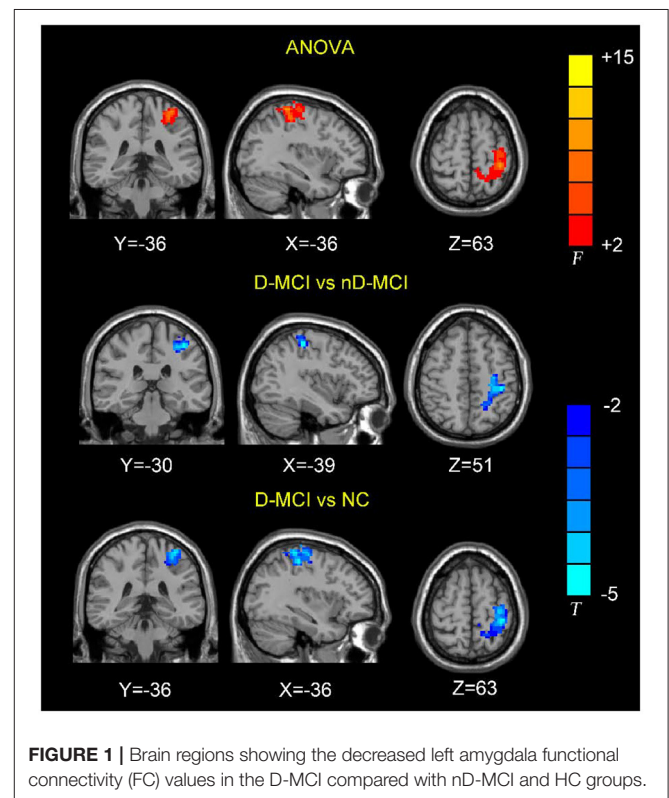 ANOVA
+15
Y=-36 X=-36 Z=63
+2
F
D-MCI vs nD-MCI
-2
Y=-30 X=-39 Z=51
D-MCI vs NC
-5
T
Y=-36 X=-36 Z=63
FIGURE 1 | Brain regions showing the decreased left amygdala functional
connectivity (FC) values in the D-MCI compared with nD-MCI and HC groups.